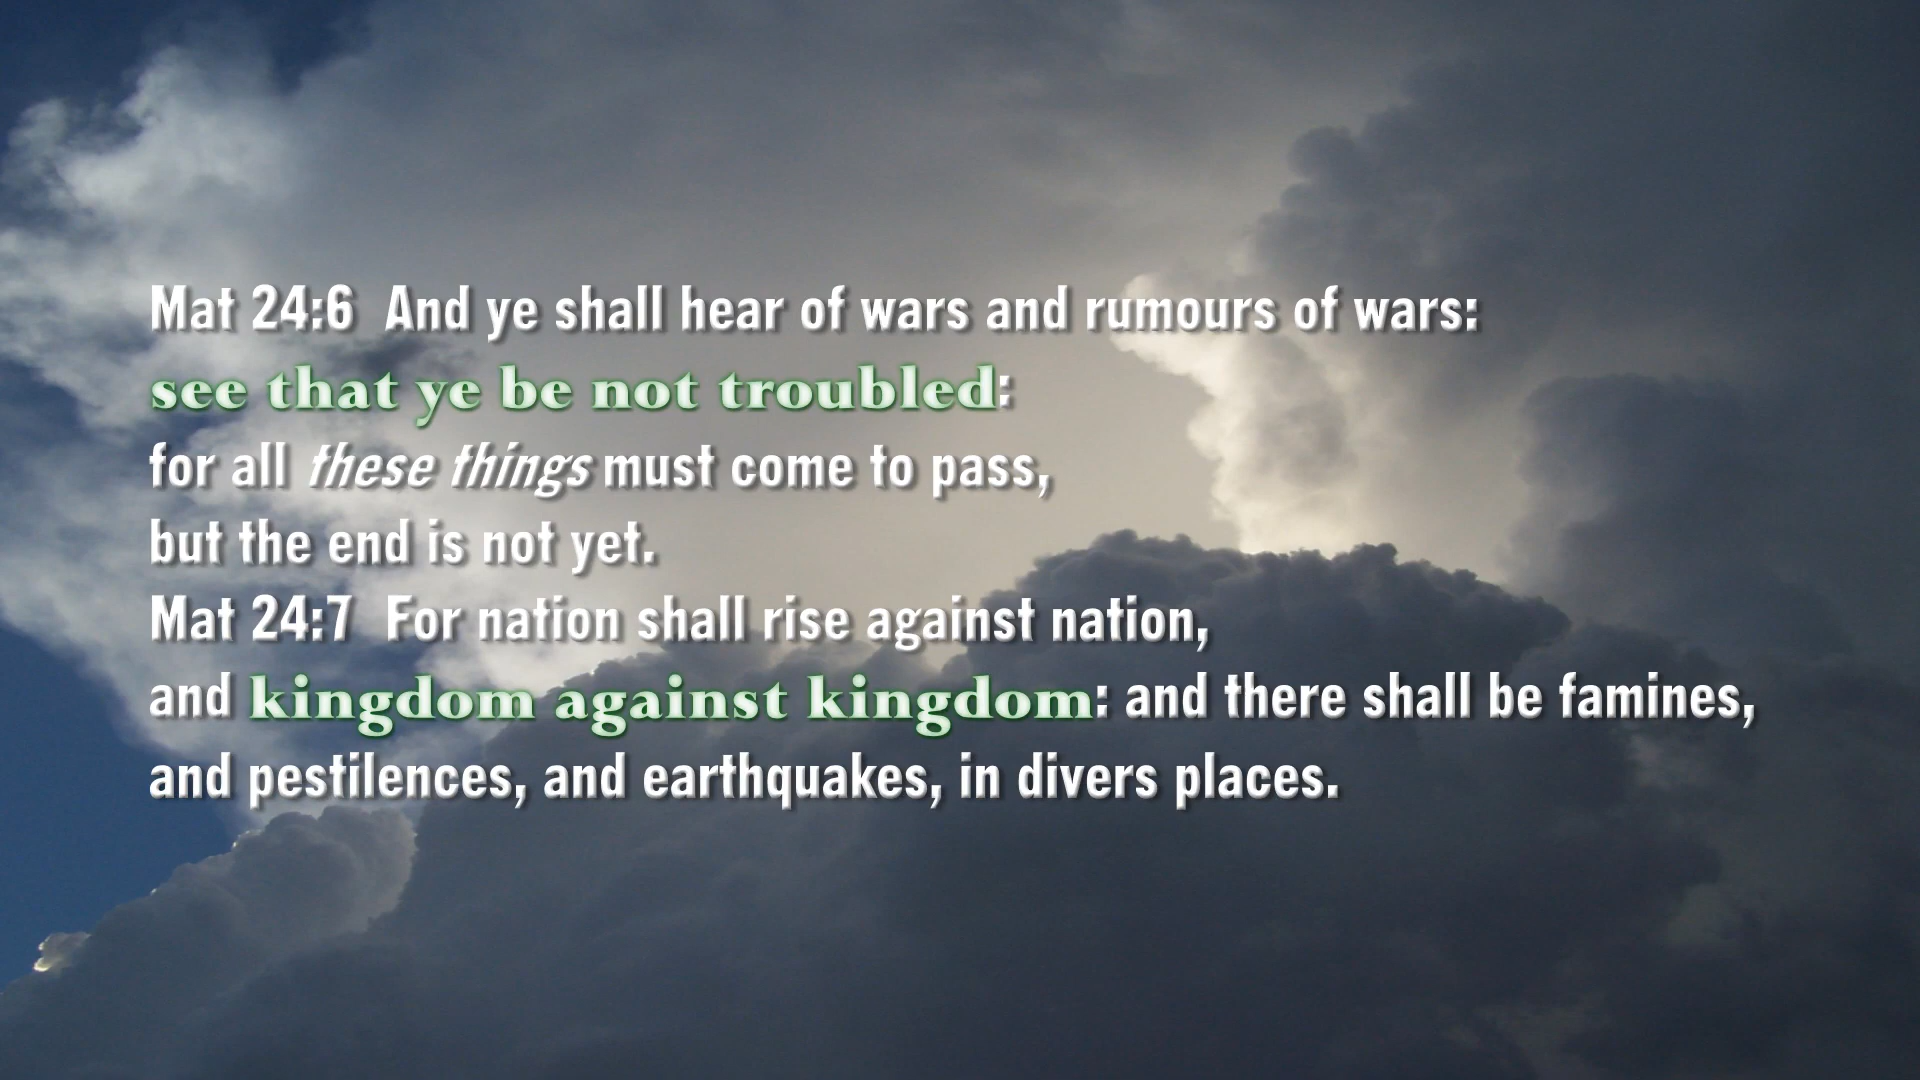 Mat 24:6  And ye shall hear of wars and rumours of wars:
see that ye be not troubled:
for all these things must come to pass,
but the end is not yet.
Mat 24:7  For nation shall rise against nation,
and kingdom against kingdom: and there shall be famines,
and pestilences, and earthquakes, in divers places.